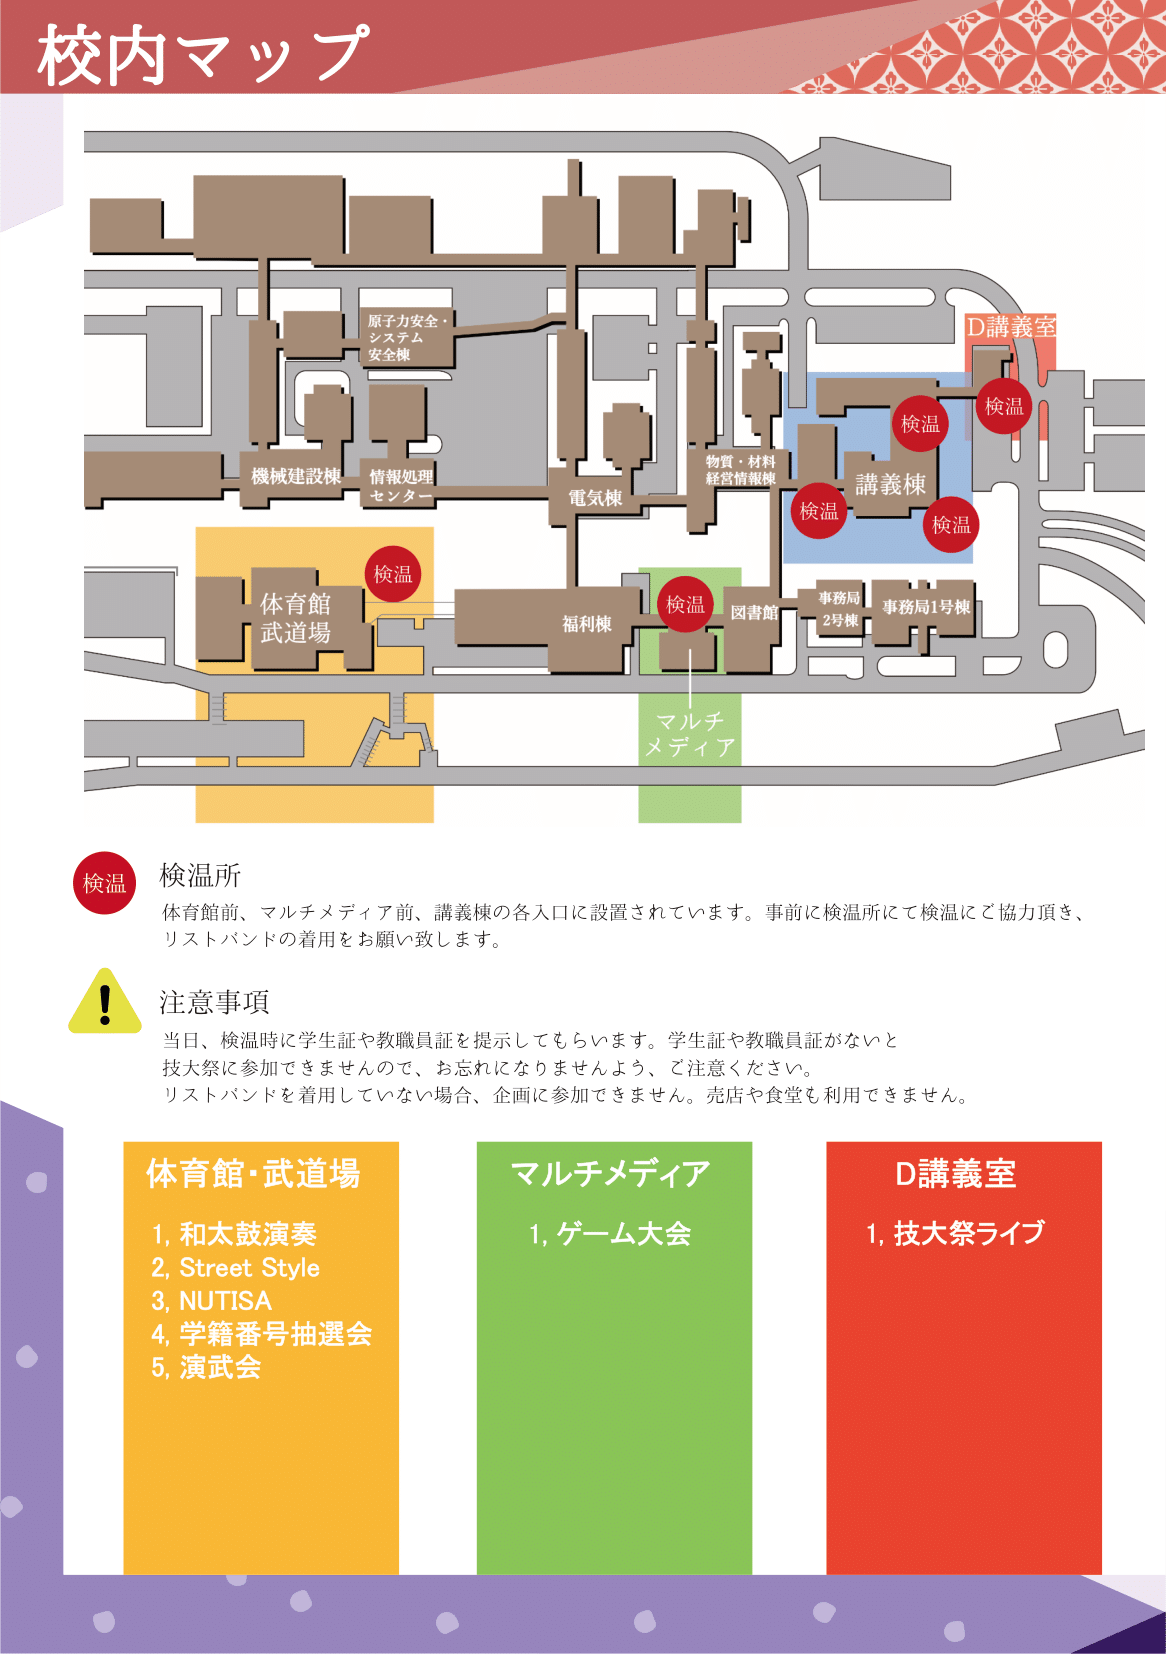 校内マップ
原子力安全・
システム
安全棟
D講義室
検温
検温
機械建設棟
情報処理
センター
電気棟
物質・材料
経営情報棟
講義棟
検温
検温
検温
体育館
武道場
福利棟
検温
図書館
事務局
2号棟
事務局1号棟
マルチ
メディア
検温
検温所
体育館前、マルチメディア前、講義棟の各入口に設置されています。事前に検温所にて検温にご協力頂き、
リストバンドの着用をお願い致します。
注意事項
当日、検温時に学生証や教職員証を提示してもらいます。学生証や教職員証がないと
技大祭に参加できませんので、お忘れになりませんよう、ご注意ください。
リストバンドを着用していない場合、企画に参加できません。売店や食堂も利用できません。
体育館・武道場
1, 和太鼓演奏
2, Street Style
3, NUTISA
4, 学籍番号抽選会
5, 演武会
マルチメディア
1, ゲーム大会
D講義室
1, 技大祭ライブ